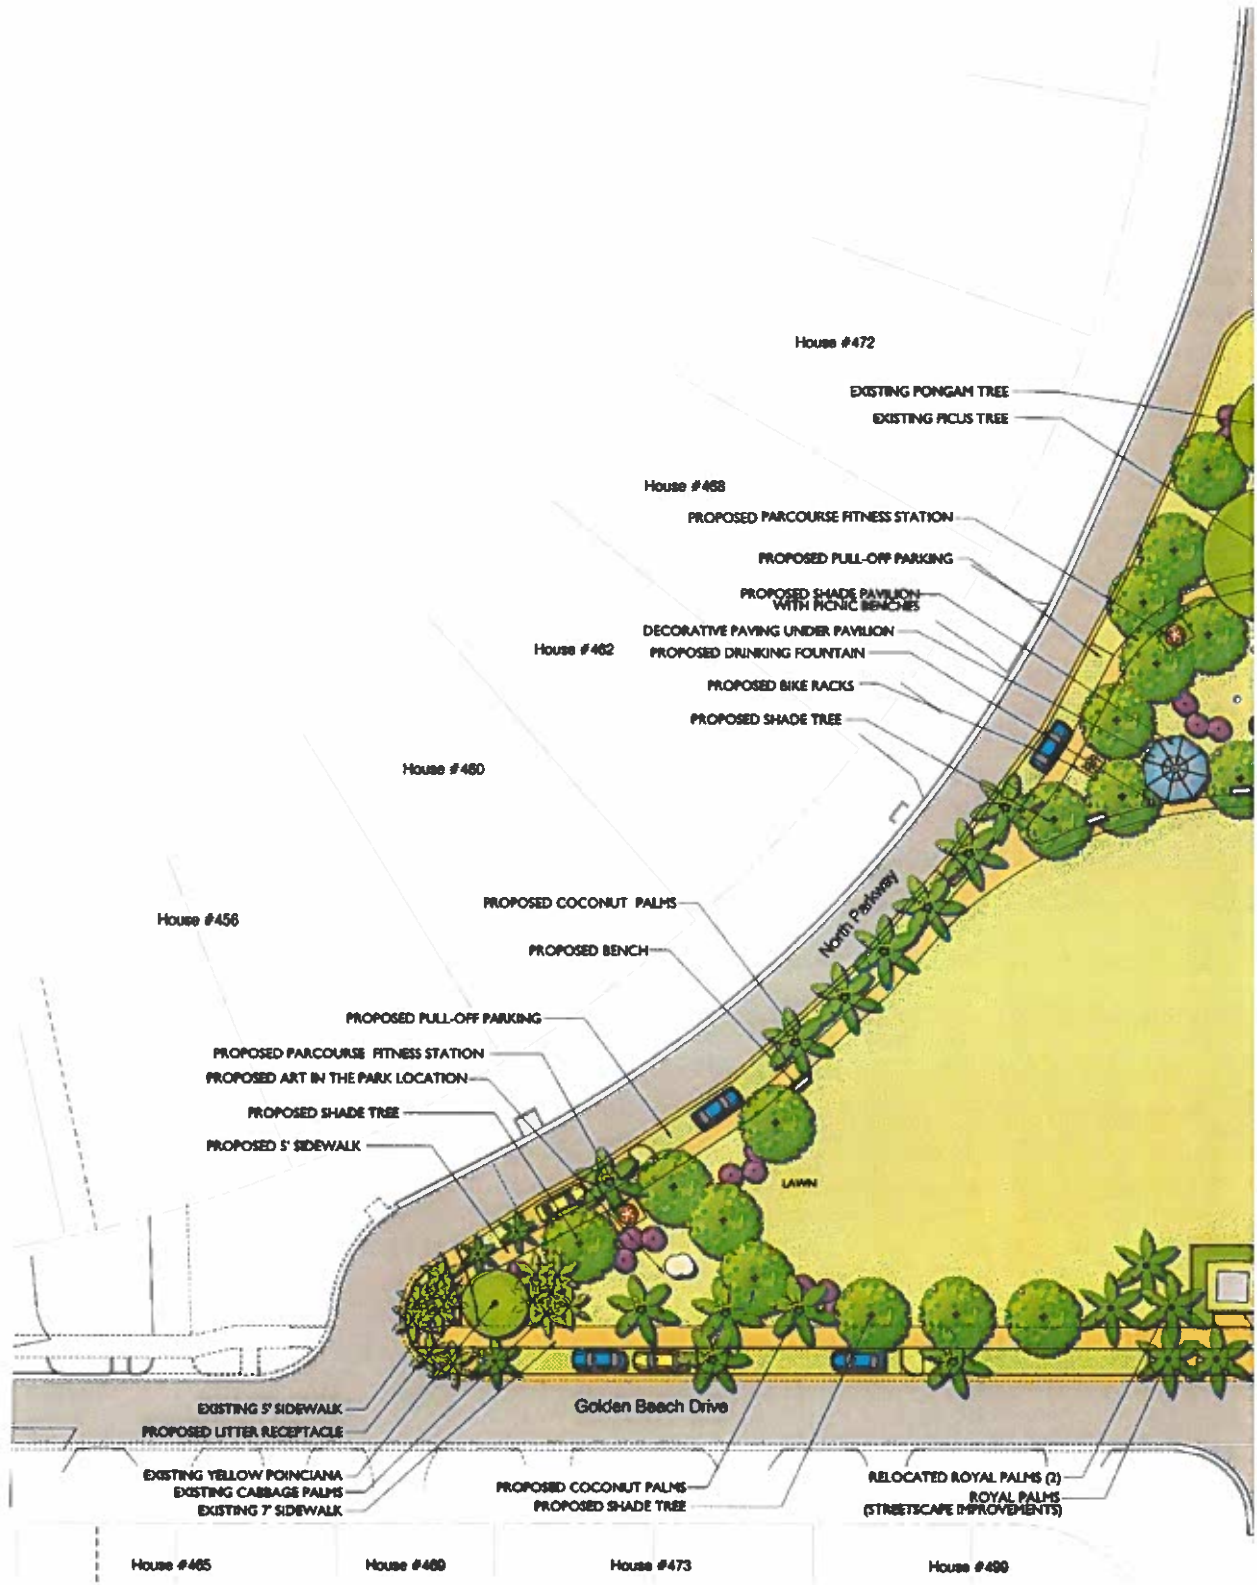 House #472
EXISTING PONGAM TREE
EXISTING FICUS TREE
House #468
PROPOSED PARCOURSE FITNESS STATION
PROPOSED PULL-OFF PARKING
PROPOSED SHADE PAVILION
WITH PICNIC BENCHES
DECORATIVE PAVING UNDER PAVILION
House #462
PROPOSED DRINKING FOUNTAIN
PROPOSED BIKE RACKS
PROPOSED SHADE TREE
House #460
North Parkway
PROPOSED COCONUT PALMS
House #456
PROPOSED BENCH
PROPOSED PULL-OFF PARKING
PROPOSED PARCOURSE FITNESS STATION
PROPOSED ART IN THE PARK LOCATION
PROPOSED SHADE TREE
PROPOSED 5' SIDEWALK
LAWN
Golden Beach Drive
EXISTING 5' SIDEWALK
PROPOSED LITTER RECEPTACLE
EXISTING YELLOW POINCIANA
EXISTING CABBAGE PALMS
EXISTING 7' SIDEWALK
PROPOSED COCONUT PALMS
PROPOSED SHADE TREE
RELOCATED ROYAL PALMS (2)
ROYAL PALMS
(STREETSCAPE IMPROVEMENTS)
House #465
House #469
House #473
House #499